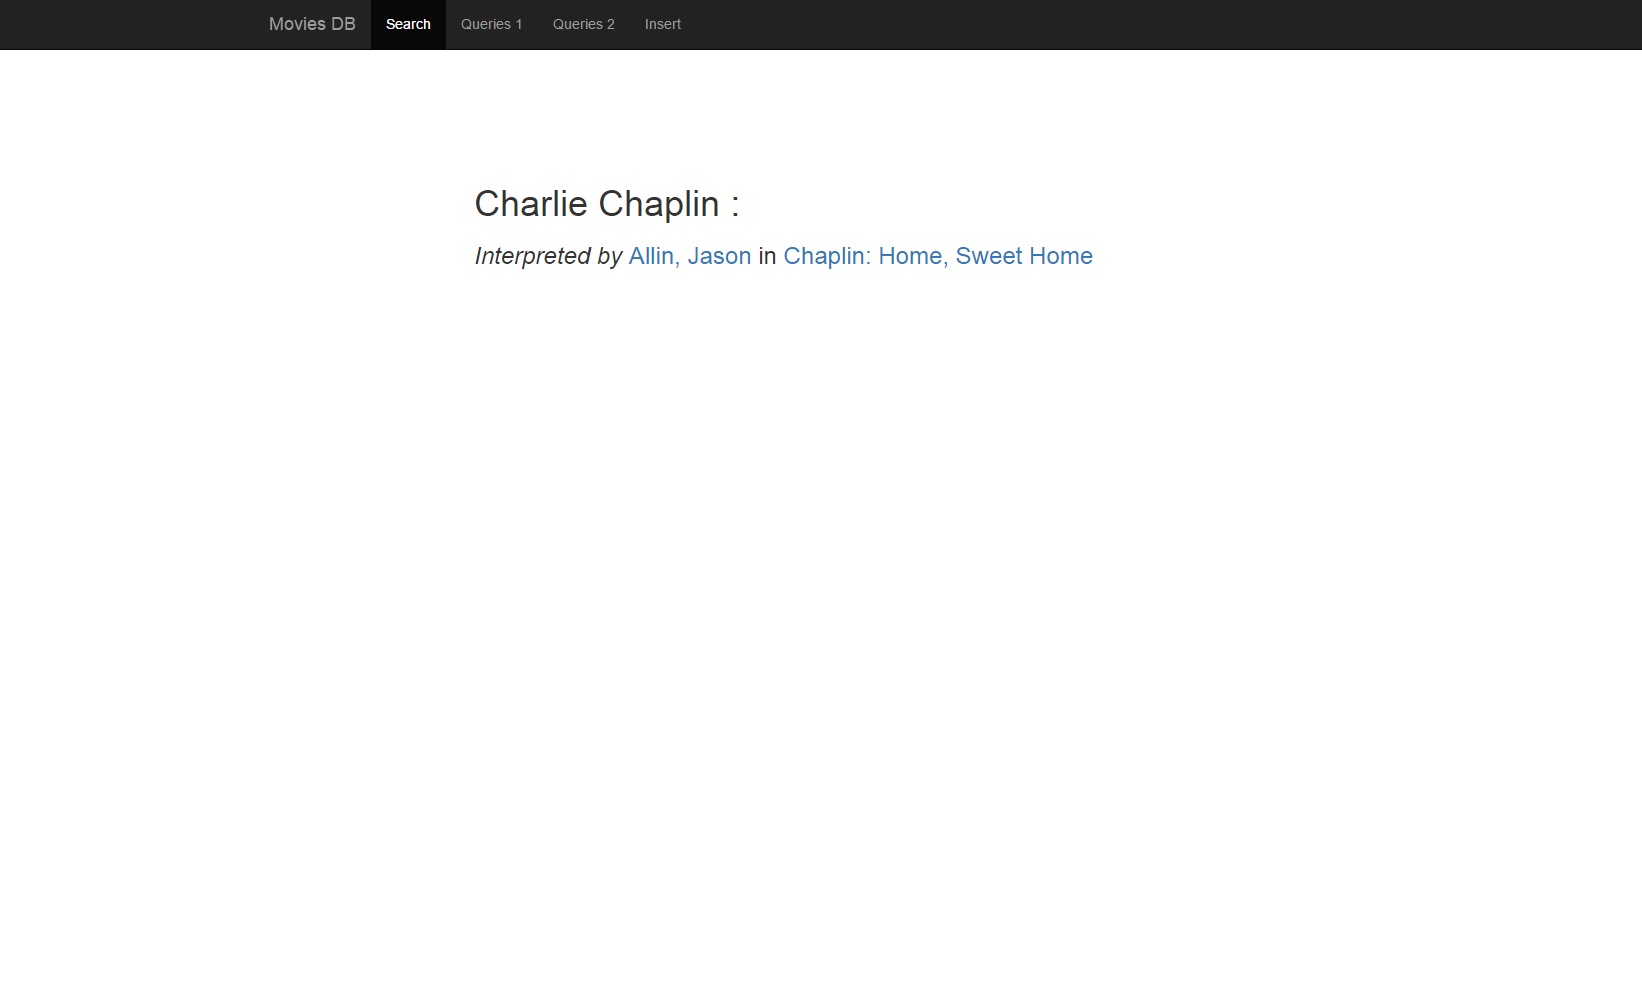 Movies DB Search Queries 1 Queries 2 Insert
Charlie Chaplin :
Interpreted by Allin, Jason in Chaplin: Home, Sweet Home